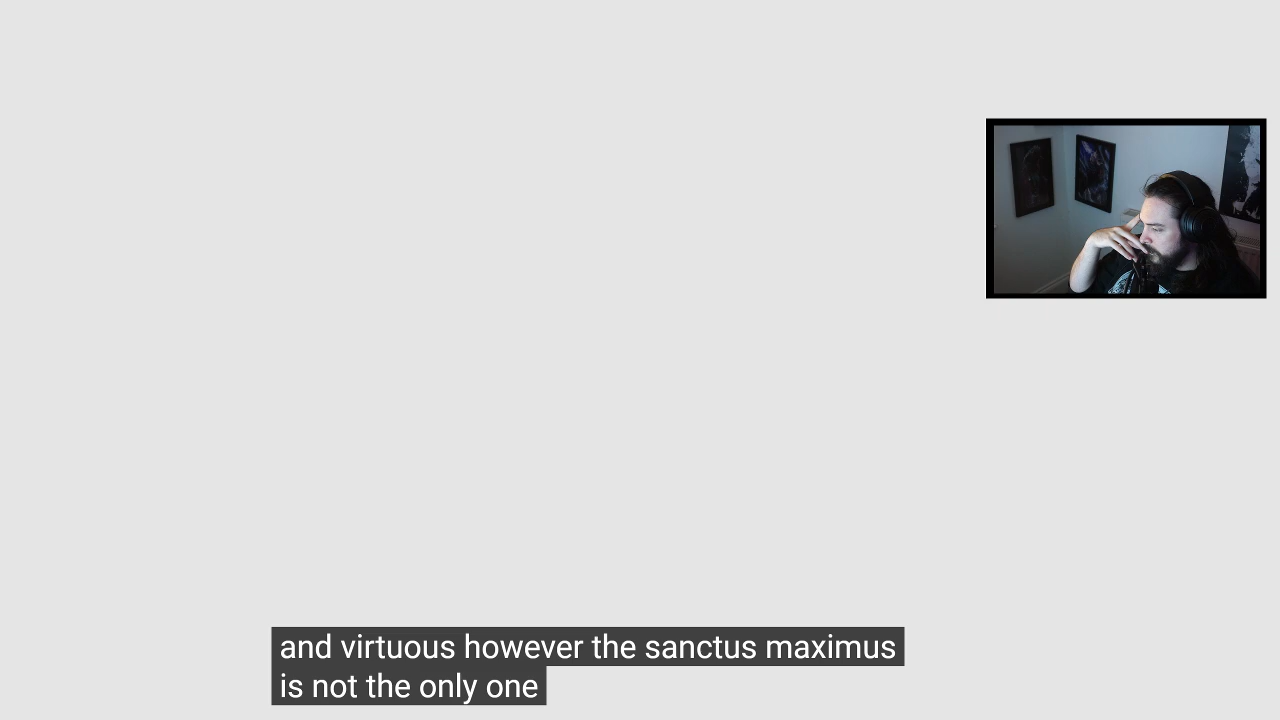 and virtuous however the sanctus maximus
is not the only one